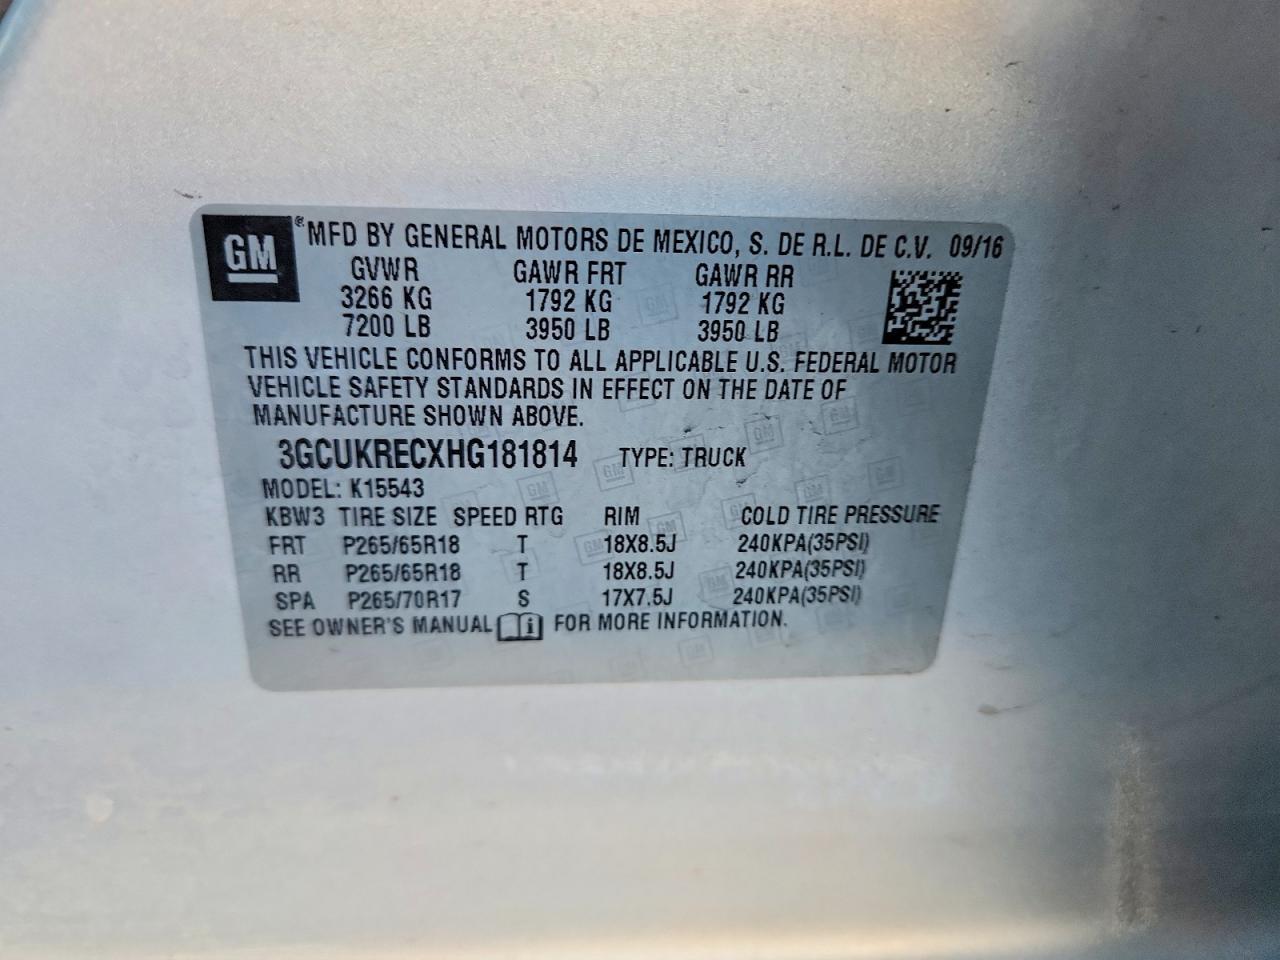 GM ® MFD BY GENERAL MOTORS DE MEXICO, S. DE R.L. DE C.V. 09/16
GVWR GAWR FRT GAWR RR
3266 KG 1792 KG 1792 KG
7200 LB 3950 LB 3950 LB
THIS VEHICLE CONFORMS TO ALL APPLICABLE U.S. FEDERAL MOTOR
VEHICLE SAFETY STANDARDS IN EFFECT ON THE DATE OF
MANUFACTURE SHOWN ABOVE.
3GCUKRECXHG181814 TYPE: TRUCK
MODEL: K15543
KBW3 TIRE SIZE SPEED RTG RIM COLD TIRE PRESSURE
FRT P265/65R18 T 18X8.5J 240KPA(35PSI)
RR P265/65R18 T 18X8.5J 240KPA(35PSI)
SPA P265/70R17 S 17X7.5J 240KPA(35PSI)
SEE OWNER'S MANUAL i FOR MORE INFORMATION.